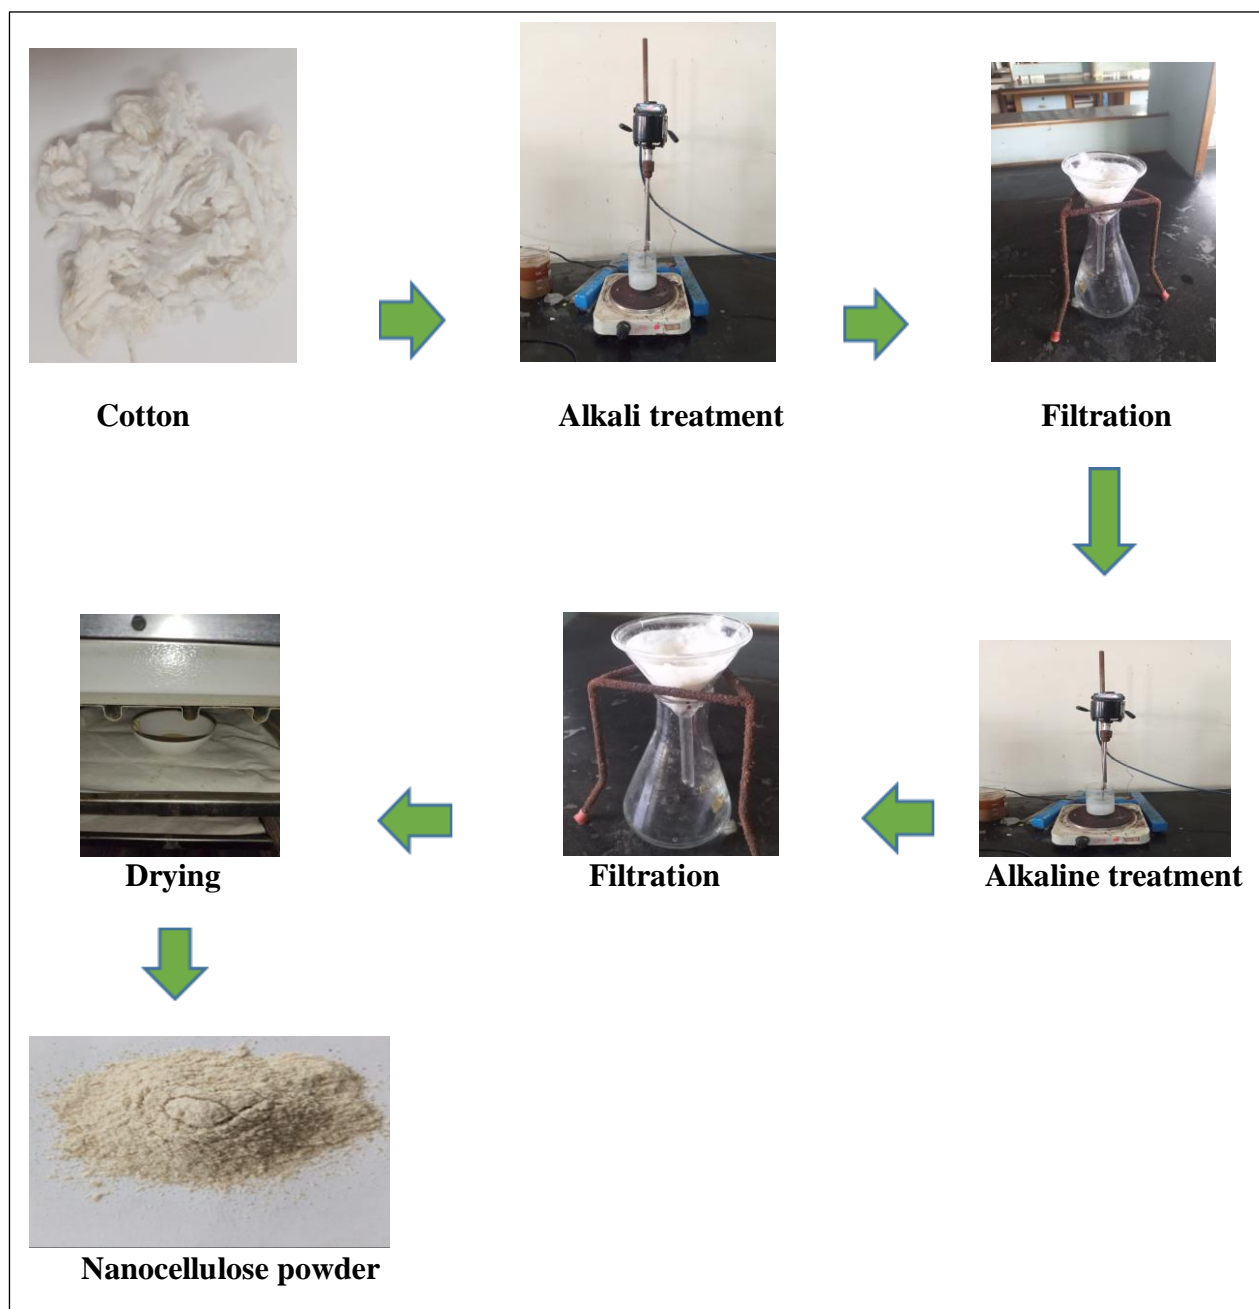 Cotton
Alkali treatment
Filtration
Alkaline treatment
Filtration
Drying
Nanocellulose powder